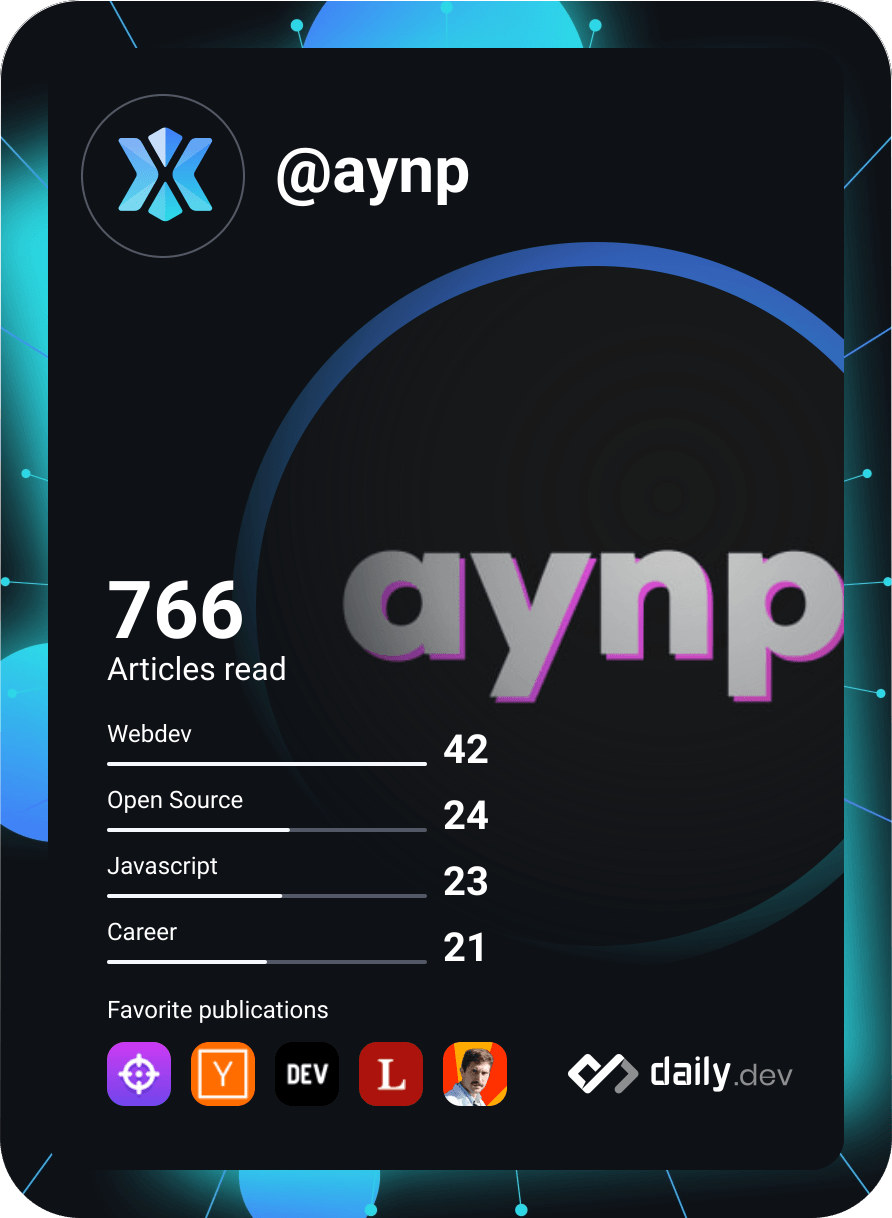 @aynp
aynp
766
Articles read
Webdev
42
Open Source
24
Javascript
23
Career
21
Favorite publications
Y
DEV
L
daily.dev